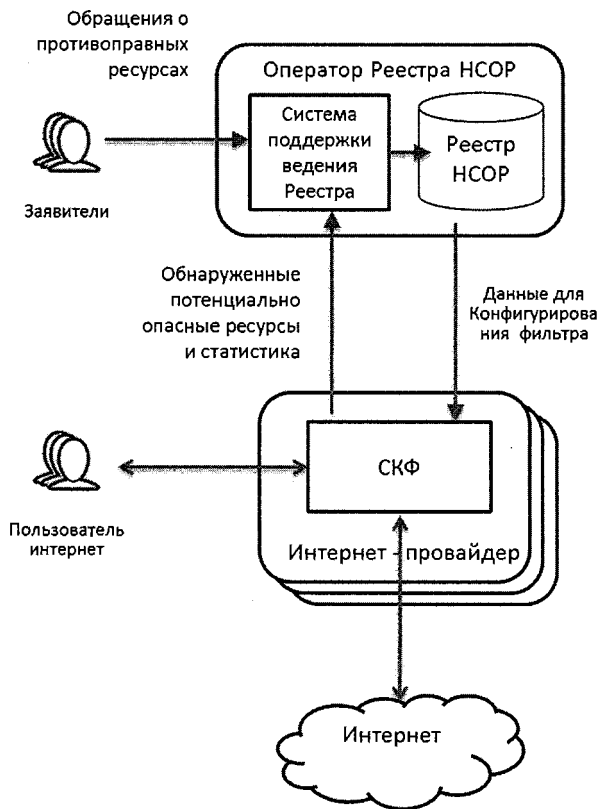 Обращения о
противоправных
ресурсах
Оператор Реестра НСОР
Система
поддержки
ведения
Реестра
Реестр
НСОР
Заявители
Обнаруженные
потенциально
опасные ресурсы
и статистика
Данные для
Конфигурирова
ния фильтра
СКФ
Пользователь
интернет
Интернет - провайдер
Интернет